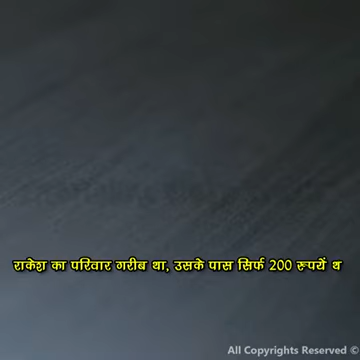 राकेश का परिवार गरीब था, उसके पास सिर्फ 200 रूपयें थ
All Copyrights Reserved ©